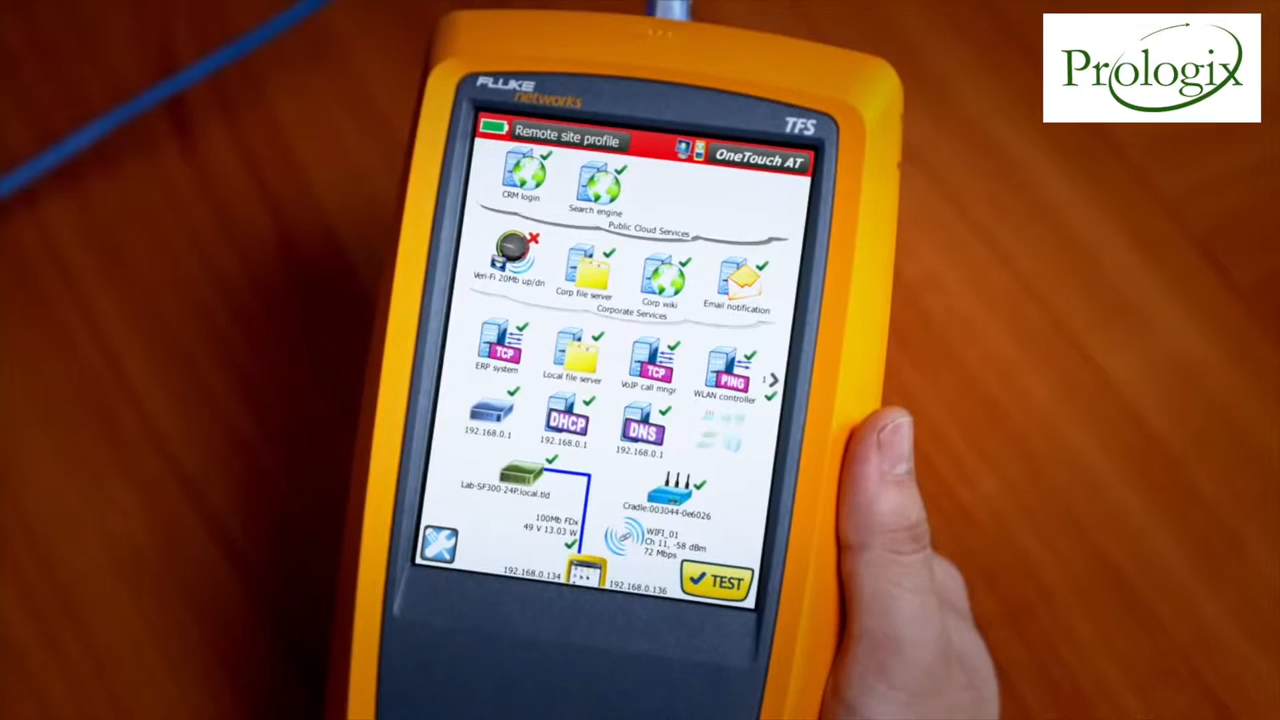 Prologix
FLUKE
networks
TFS
Remote site profile
OneTouch AT
CRM login
Search engine
Public Cloud Services
Veri-Fi 20Mb up/dn
Corp file server
Corp wiki
Email notification
Corporate Services
TCP
TCP
PING
ERP system
Local file server
VoIP call mngr
WLAN controller
1
DHCP
DNS
192.168.0.1
192.168.0.1
192.168.0.1
Lab-SF300-24P.local.tld
Cradle:003044-0e6026
100Mb FDx
49 V 13.03 W
WIFI_01
Ch 11, -58 dBm
72 Mbps
192.168.0.134
192.168.0.136
TEST